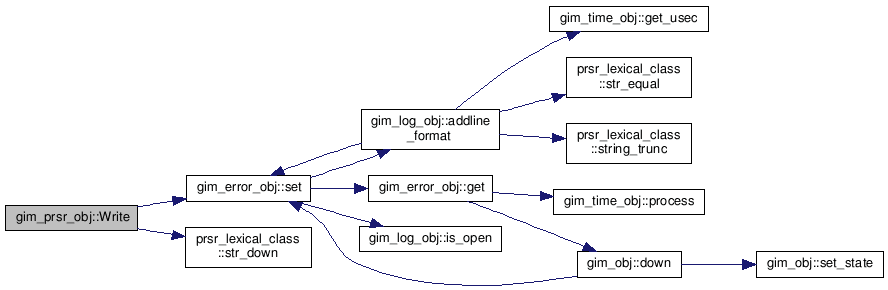 gim_time_obj::get_usec
prsr_lexical_class
::str_equal
gim_log_obj::addline
_format
prsr_lexical_class
::string_trunc
gim_error_obj::set
gim_error_obj::get
gim_time_obj::process
gim_prsr_obj::Write
prsr_lexical_class
::str_down
gim_log_obj::is_open
gim_obj::down
gim_obj::set_state